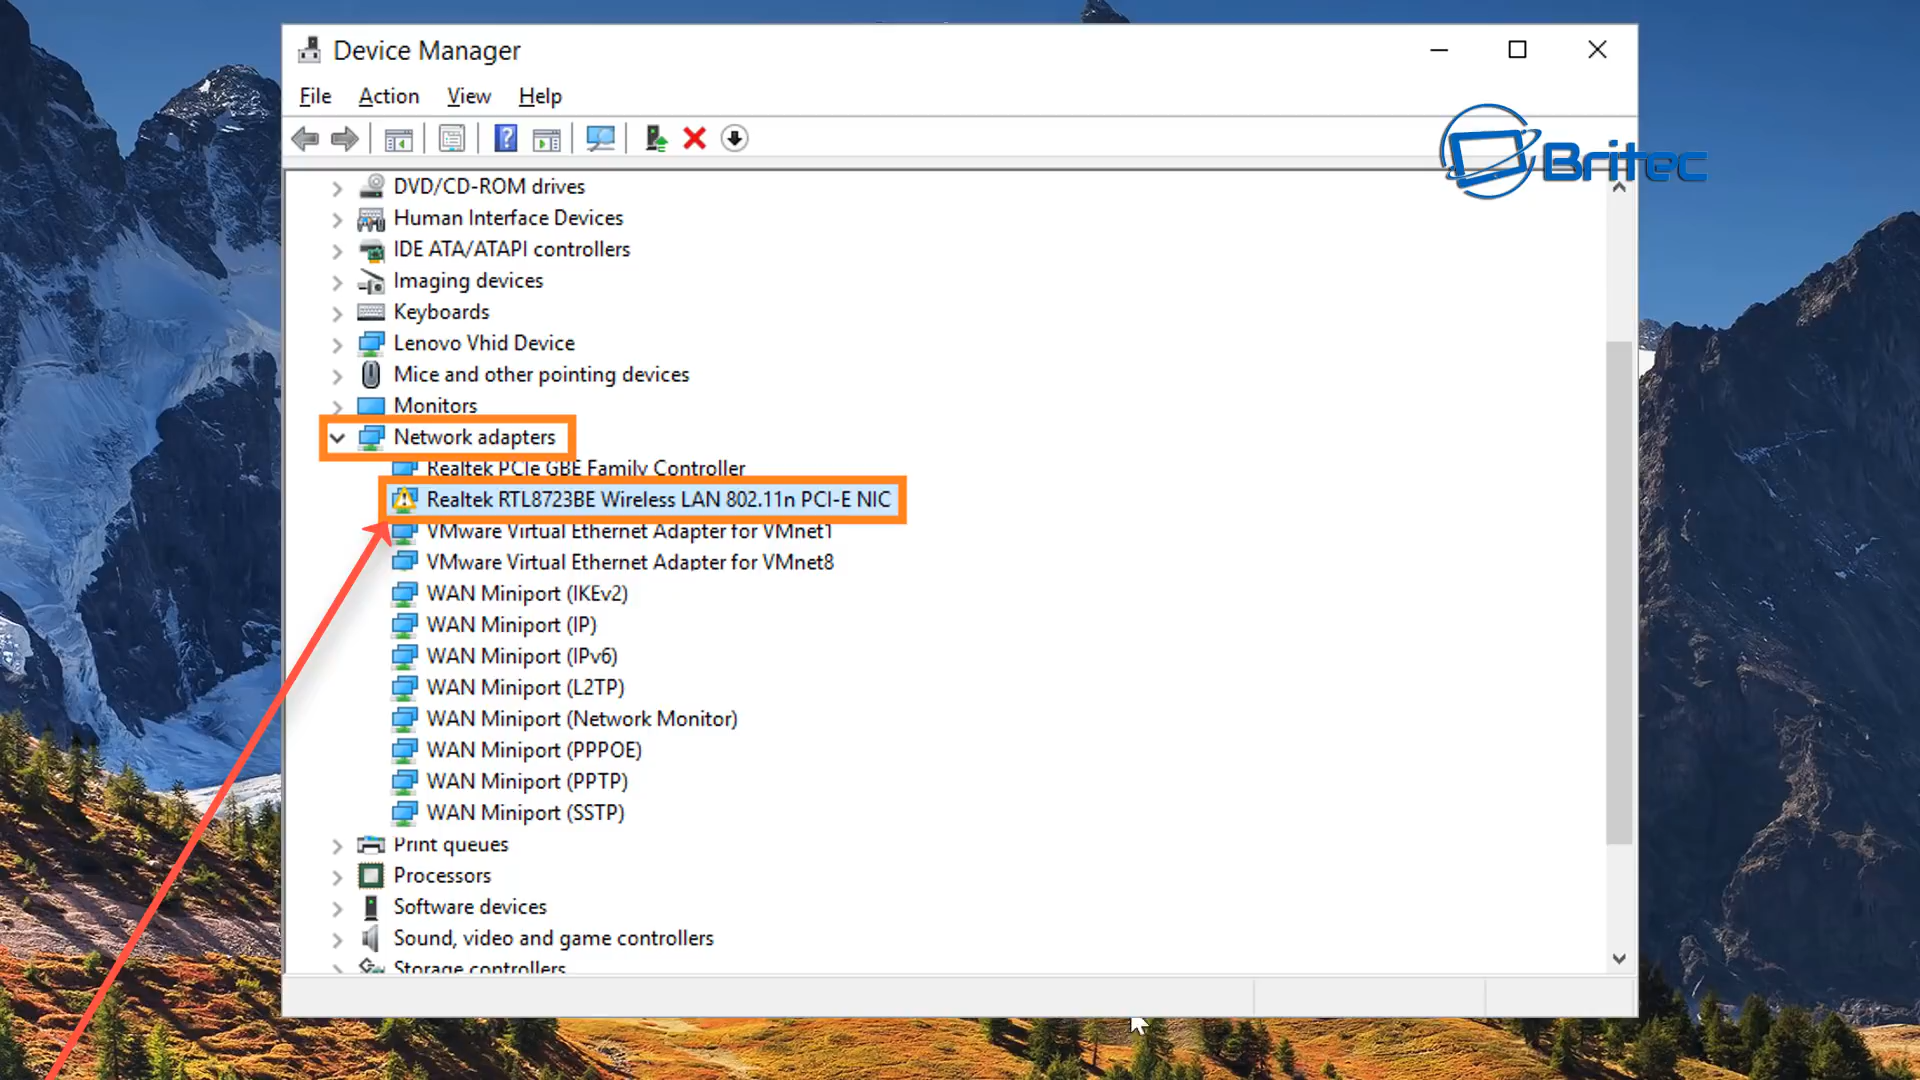 Device Manager
File Action View Help
Britec
DVD/CD-ROM drives
Human Interface Devices
IDE ATA/ATAPI controllers
Imaging devices
Keyboards
Lenovo Vhid Device
Mice and other pointing devices
Monitors
Network adapters
Realtek PCIe GBE Family Controller
Realtek RTL8723BE Wireless LAN 802.11n PCI-E NIC
VMware Virtual Ethernet Adapter for VMnet1
VMware Virtual Ethernet Adapter for VMnet8
WAN Miniport (IKEv2)
WAN Miniport (IP)
WAN Miniport (IPv6)
WAN Miniport (L2TP)
WAN Miniport (Network Monitor)
WAN Miniport (PPPOE)
WAN Miniport (PPTP)
WAN Miniport (SSTP)
Print queues
Processors
Software devices
Sound, video and game controllers
Storage controllers